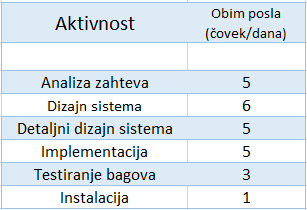 Aktivnost Obim posla
(čovek/dana)
Analiza zahteva 5
Dizajn sistema 6
Detaljni dizajn sistema 5
Implementacija 5
Testiranje bagova 3
Instalacija 1